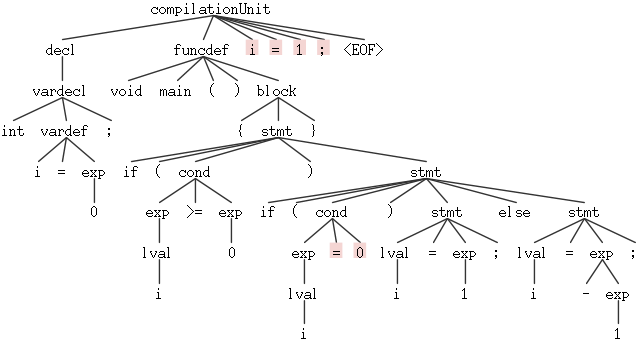 compilationUnit
decl funcdef i = 1 ; <EOF>
vardecl void main ( ) block
int vardef ; { stmt }
i = exp if ( cond ) stmt
0 exp >= exp if ( cond ) stmt else stmt
lval 0 exp = 0 lval = exp ; lval = exp ;
i lval i 1 i - exp
i 1